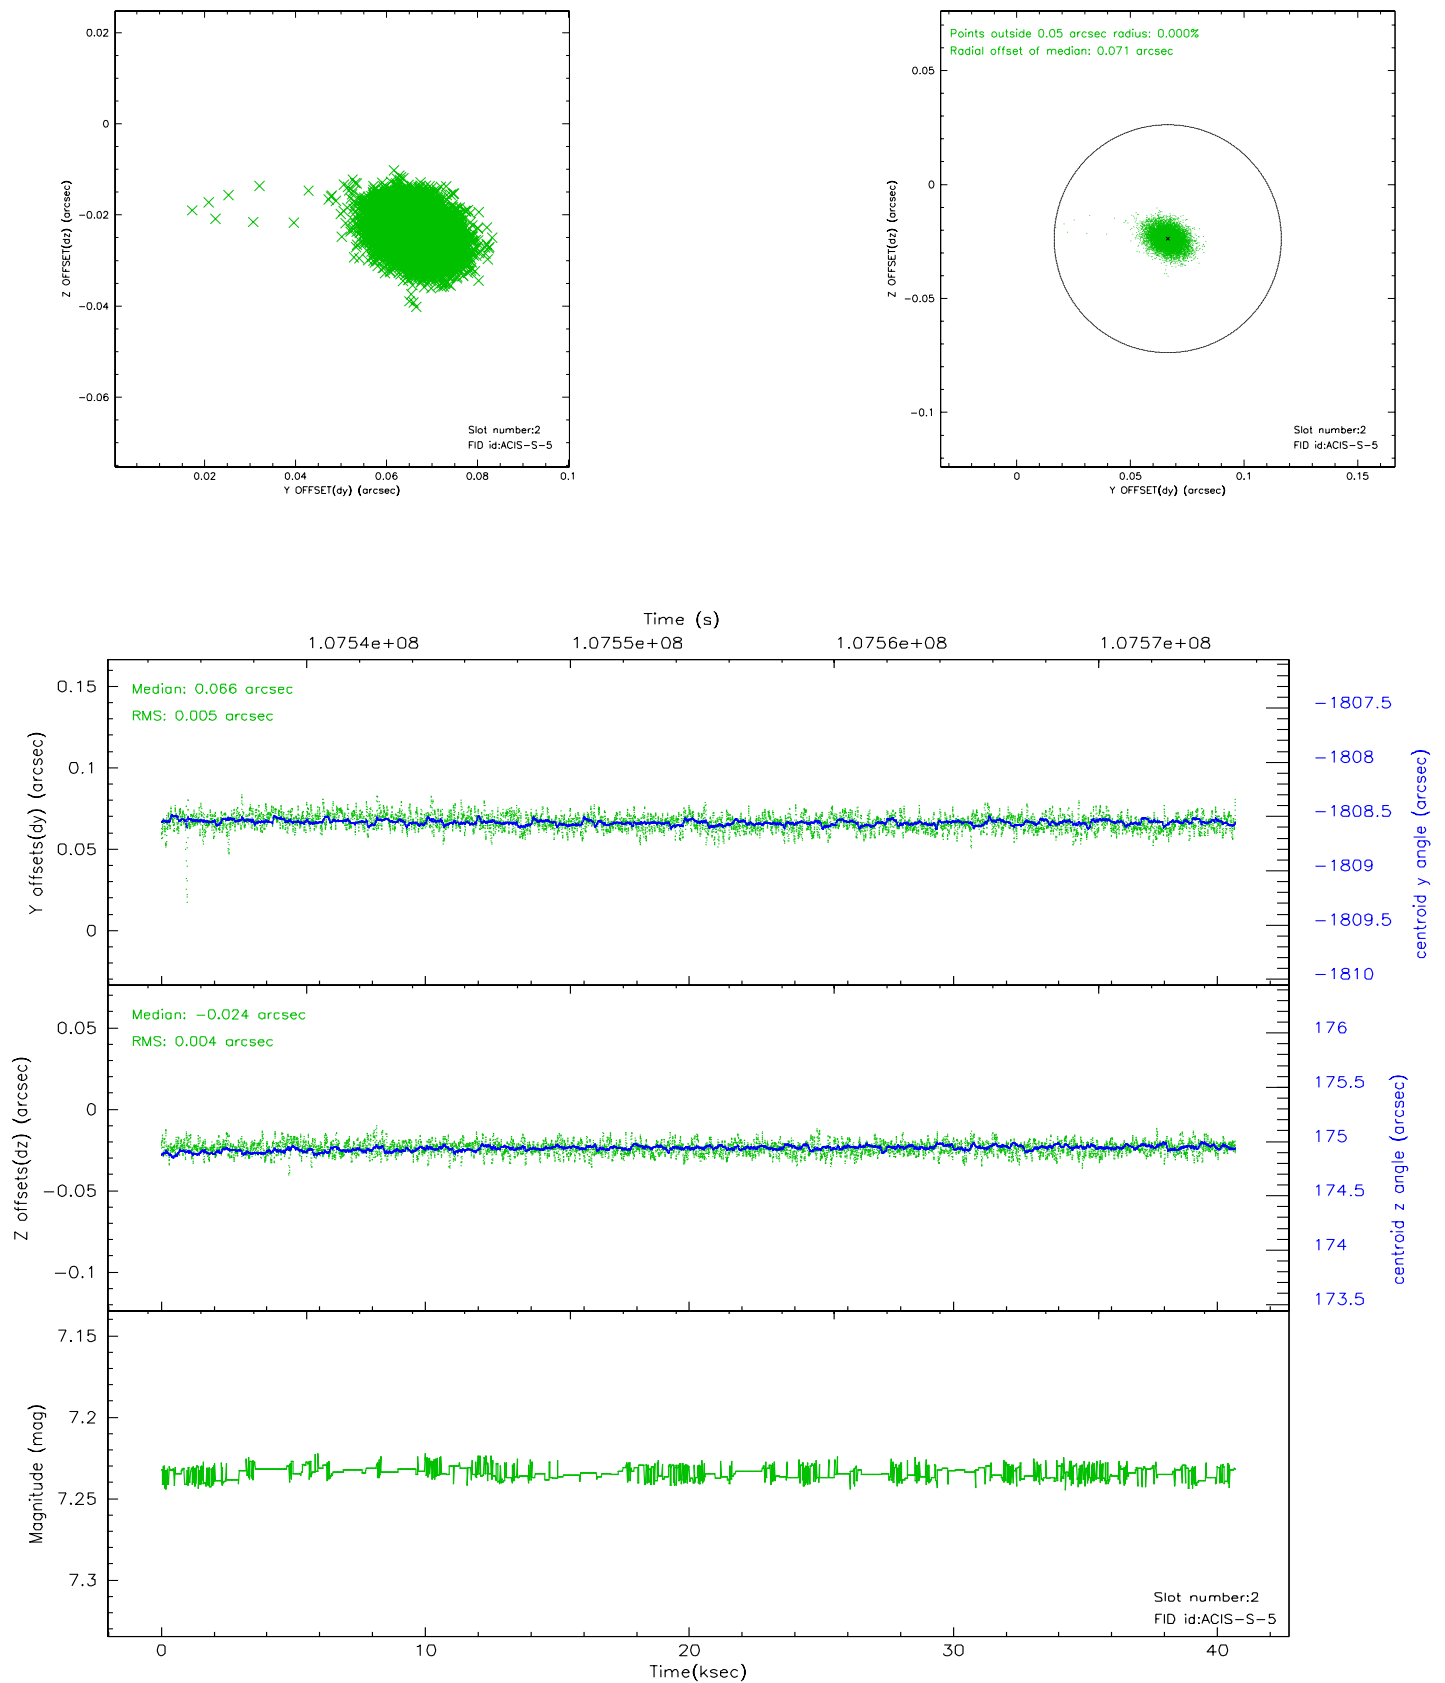 0.02
0
−0.02
−0.04
−0.06
Z OFFSET(dz) (arcsec)
Slot number:2
FID id:ACIS−S−5
0.02
0.04
0.06
0.08
0.1
Y OFFSET(dy) (arcsec)
Points outside 0.05 arcsec radius: 0.000%
Radial offset of median: 0.071 arcsec
0.05
0
−0.05
−0.1
Z OFFSET(dz) (arcsec)
Slot number:2
FID id:ACIS−S−5
0
0.05
0.1
0.15
Y OFFSET(dy) (arcsec)
Time (s)
1.0754e+08
1.0755e+08
1.0756e+08
1.0757e+08
Median: 0.066 arcsec
RMS: 0.005 arcsec
0.15
0.1
0.05
0
Y offsets(dy) (arcsec)
−1807.5
−1808
−1808.5
−1809
−1809.5
−1810
centroid y angle (arcsec)
Median: −0.024 arcsec
RMS: 0.004 arcsec
0.05
0
−0.05
−0.1
Z offsets(dz) (arcsec)
176
175.5
175
174.5
174
173.5
centroid z angle (arcsec)
7.15
7.2
7.25
7.3
Magnitude (mag)
Slot number:2
FID id:ACIS−S−5
0
10
20
30
40
Time(ksec)